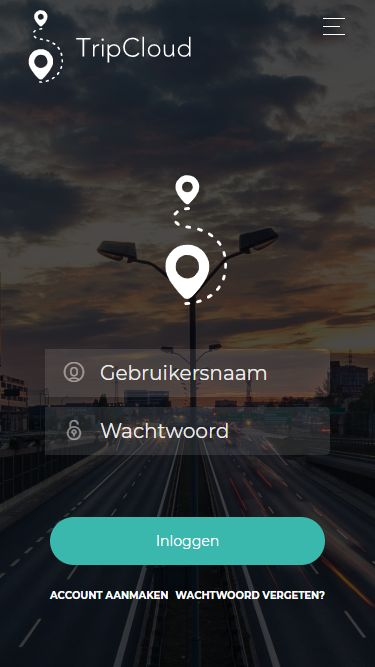 TripCloud
Gebruikersnaam
Wachtwoord
Inloggen
ACCOUNT AANMAKEN WACHTWOORD VERGETEN?